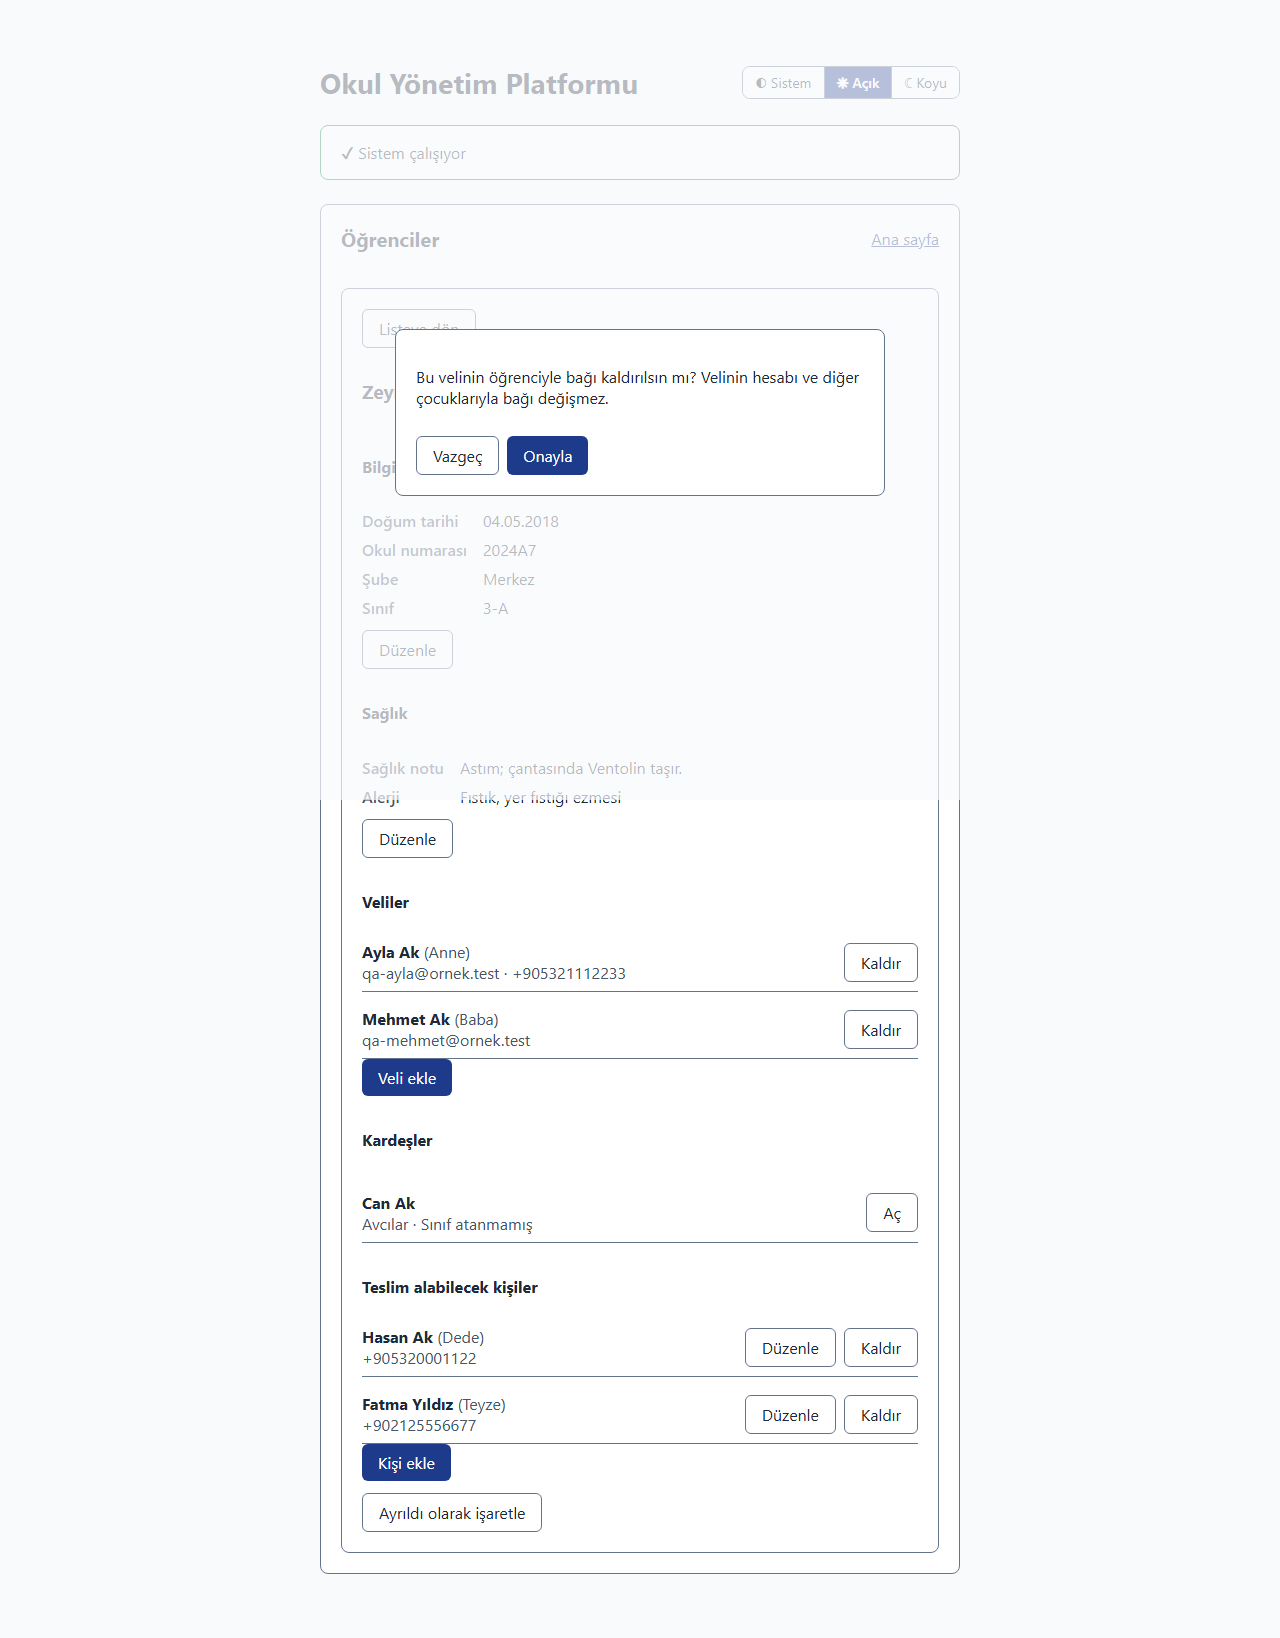 Okul Yönetim Platformu
◐ Sistem
☀ Açık
☾ Koyu
✓ Sistem çalışıyor
Öğrenciler
Ana sayfa
Bu velinin öğrenciyle bağı kaldırılsın mı? Velinin hesabı ve diğer
çocuklarıyla bağı değişmez.
Vazgeç
Onayla
Doğum tarihi 04.05.2018
Okul numarası 2024A7
Şube Merkez
Sınıf 3-A
Düzenle
Sağlık
Sağlık notu Astım; çantasında Ventolin taşır.
Alerji Fıstık, yer fıstığı ezmesi
Düzenle
Veliler
Ayla Ak (Anne)
qa-ayla@ornek.test · +905321112233
Kaldır
Mehmet Ak (Baba)
qa-mehmet@ornek.test
Kaldır
Veli ekle
Kardeşler
Can Ak
Avcılar · Sınıf atanmamış
Aç
Teslim alabilecek kişiler
Hasan Ak (Dede)
+905320001122
Düzenle
Kaldır
Fatma Yıldız (Teyze)
+902125556677
Düzenle
Kaldır
Kişi ekle
Ayrıldı olarak işaretle